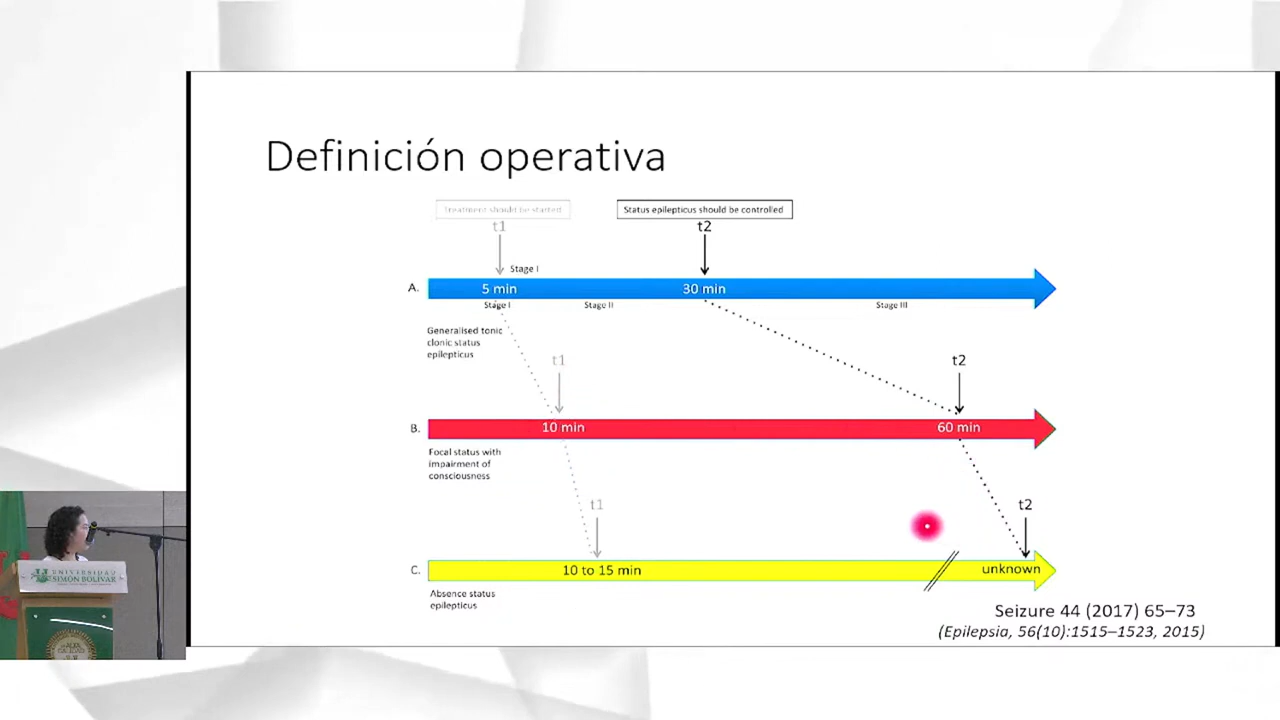 Definición operativa
Treatment should be started
Status epilepticus should be controlled
t1
t2
Stage I
A.
5 min
30 min
Stage I
Stage II
Stage III
Generalised tonic
clonic status
epilepticus
t1
t2
B.
10 min
60 min
Focal status with
impairment of
consciousness
t1
t2
C.
10 to 15 min
unknown
Absence status
epilepticus
Seizure 44 (2017) 65–73
(Epilepsia, 56(10):1515–1523, 2015)
UNIVERSIDAD
SIMÓN BOLÍVAR